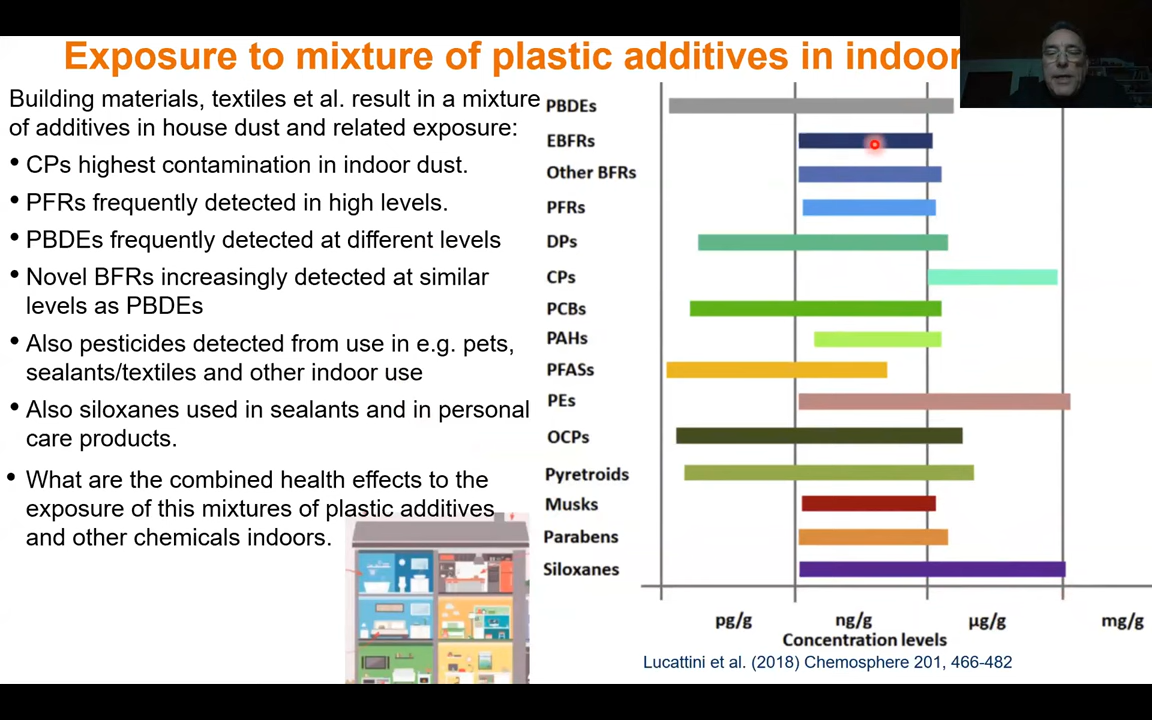 Exposure to mixture of plastic additives in indoor
Building materials, textiles et al. result in a mixture
of additives in house dust and related exposure:
• CPs highest contamination in indoor dust.
• PFRs frequently detected in high levels.
• PBDEs frequently detected at different levels
• Novel BFRs increasingly detected at similar
levels as PBDEs
• Also pesticides detected from use in e.g. pets,
sealants/textiles and other indoor use
• Also siloxanes used in sealants and in personal
care products.
• What are the combined health effects to the
exposure of this mixtures of plastic additives
and other chemicals indoors.
PBDEs
EBFRs
Other BFRs
PFRs
DPs
CPs
PCBs
PAHs
PFASs
PEs
OCPs
Pyretroids
Musks
Parabens
Siloxanes
pg/g ng/g µg/g mg/g
Concentration levels
Lucattini et al. (2018) Chemosphere 201, 466-482